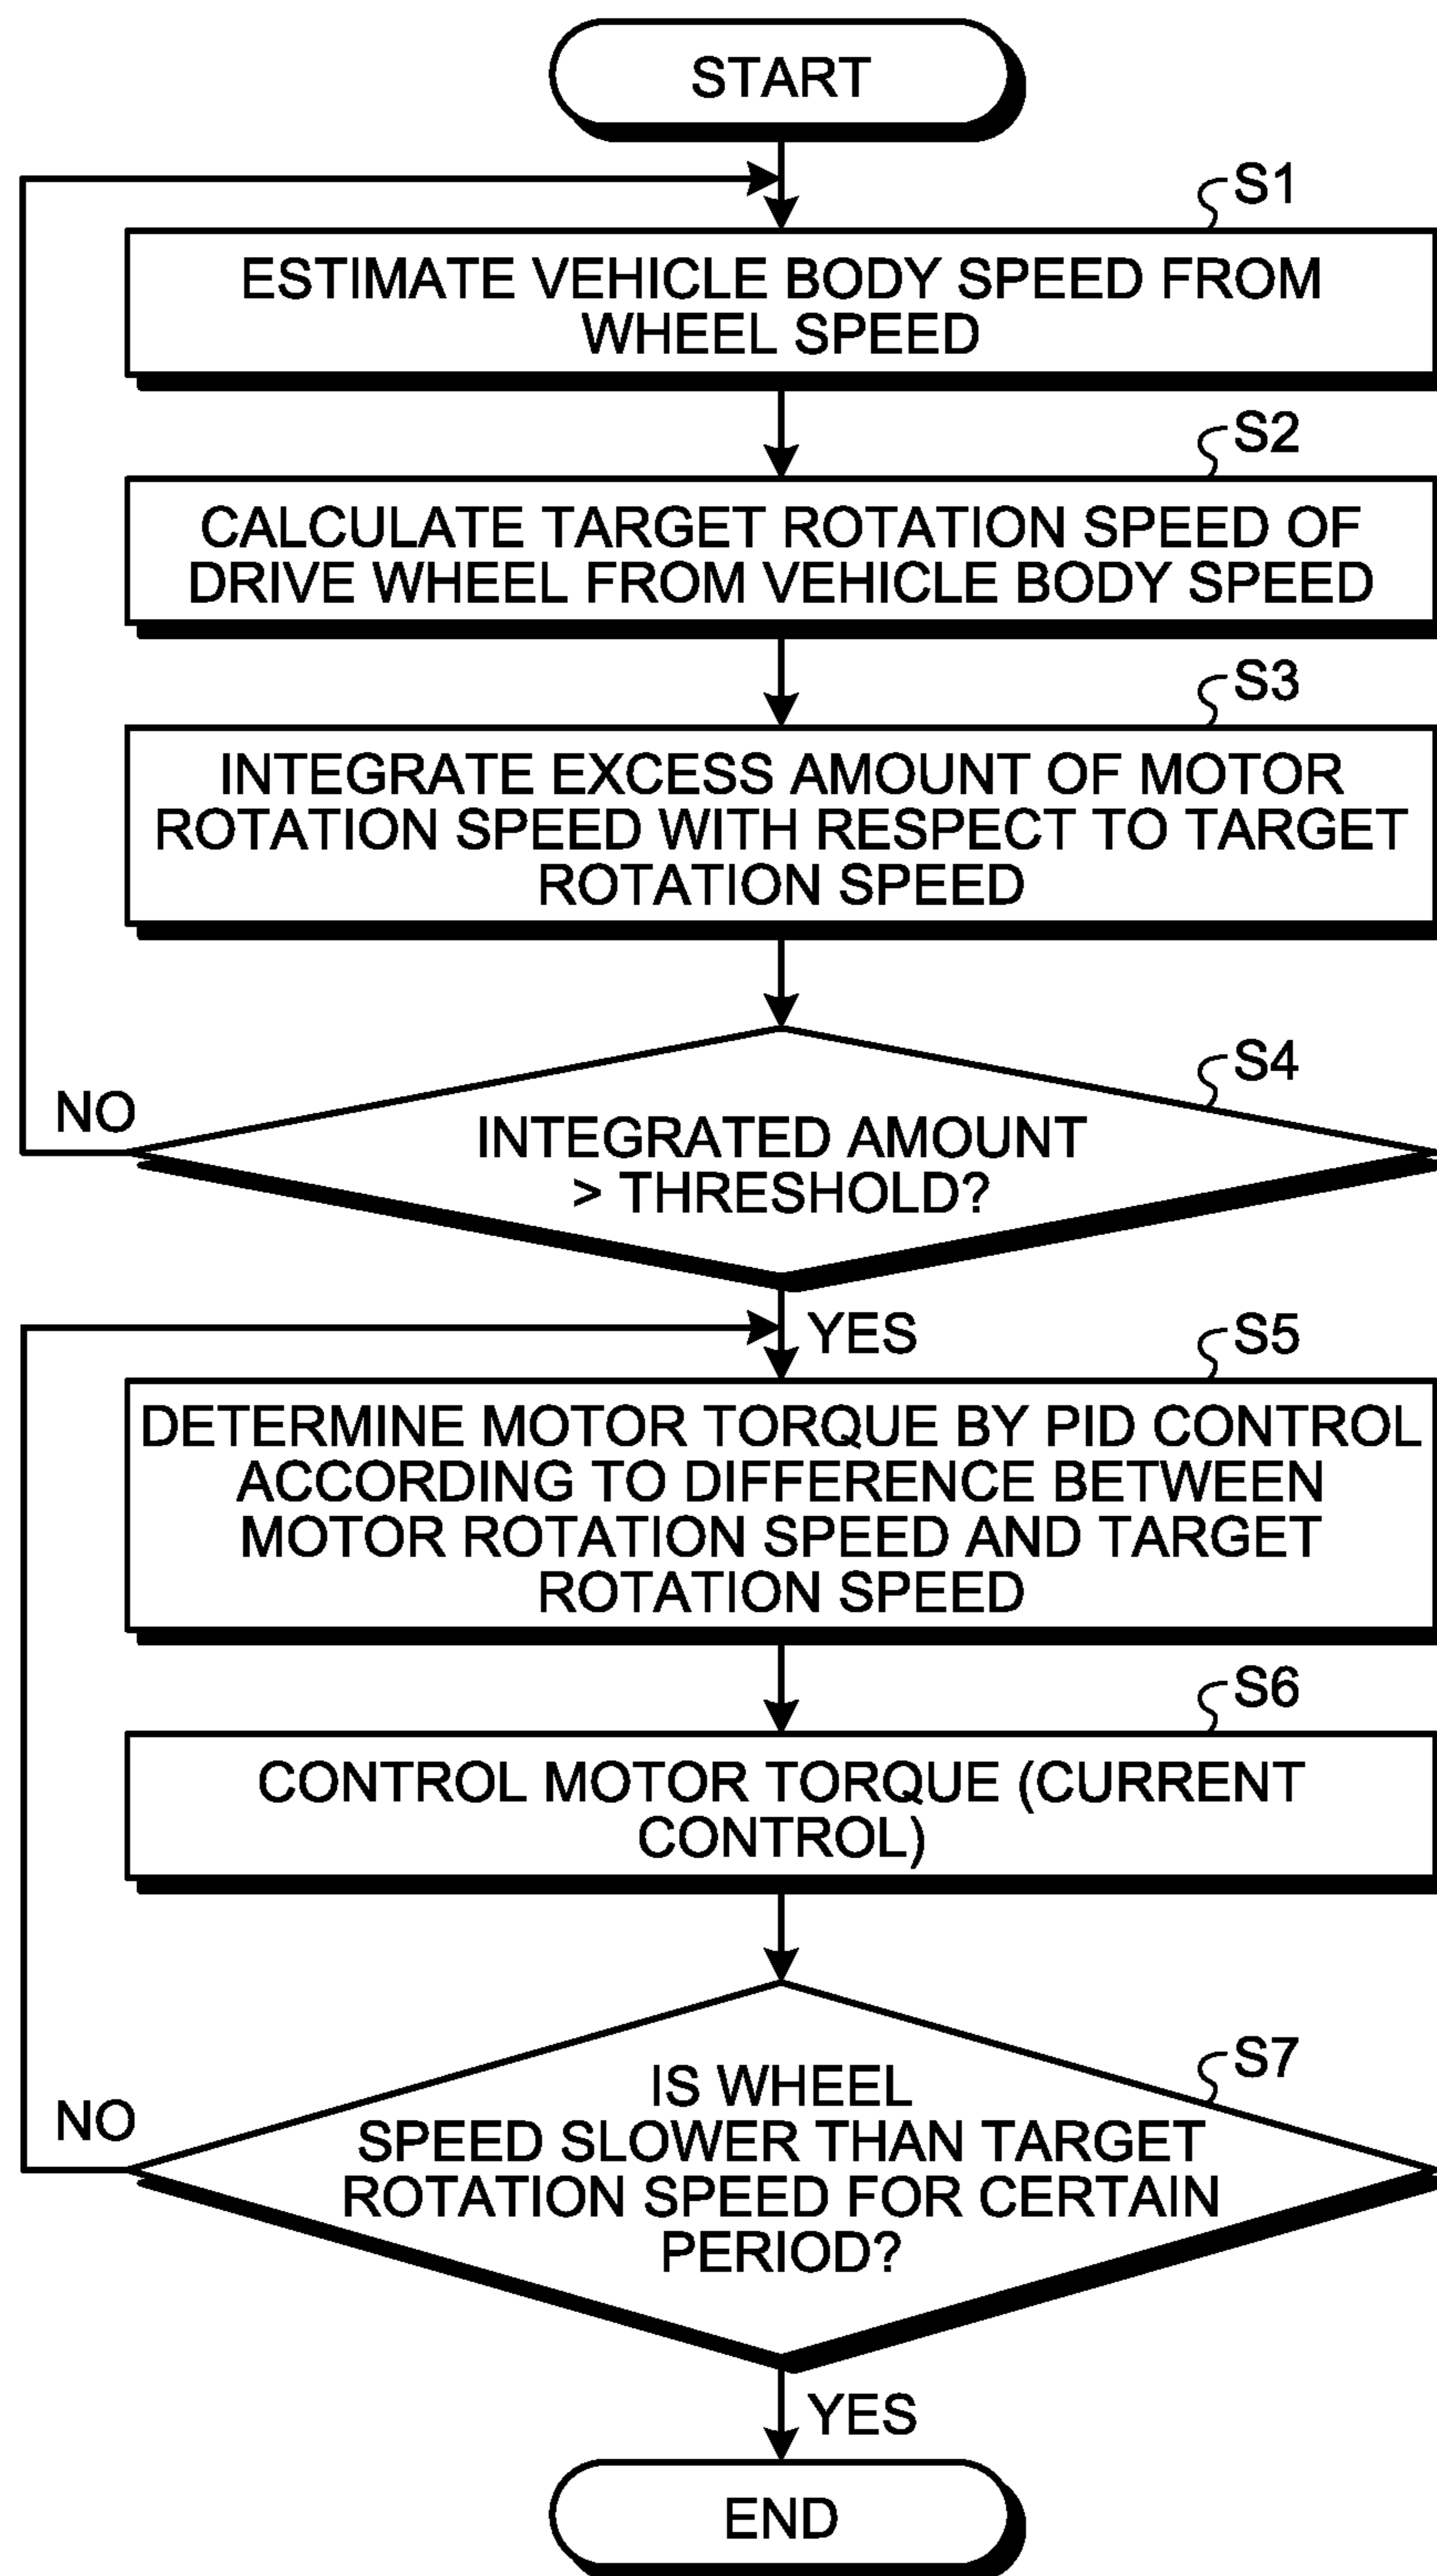 START
S1
ESTIMATE VEHICLE BODY SPEED FROM
WHEEL SPEED
S2
CALCULATE TARGET ROTATION SPEED OF
DRIVE WHEEL FROM VEHICLE BODY SPEED
S3
INTEGRATE EXCESS AMOUNT OF MOTOR
ROTATION SPEED WITH RESPECT TO TARGET
ROTATION SPEED
S4
NO
INTEGRATED AMOUNT
> THRESHOLD?
YES
S5
DETERMINE MOTOR TORQUE BY PID CONTROL
ACCORDING TO DIFFERENCE BETWEEN
MOTOR ROTATION SPEED AND TARGET
ROTATION SPEED
S6
CONTROL MOTOR TORQUE (CURRENT
CONTROL)
S7
NO
IS WHEEL
SPEED SLOWER THAN TARGET
ROTATION SPEED FOR CERTAIN
PERIOD?
YES
END